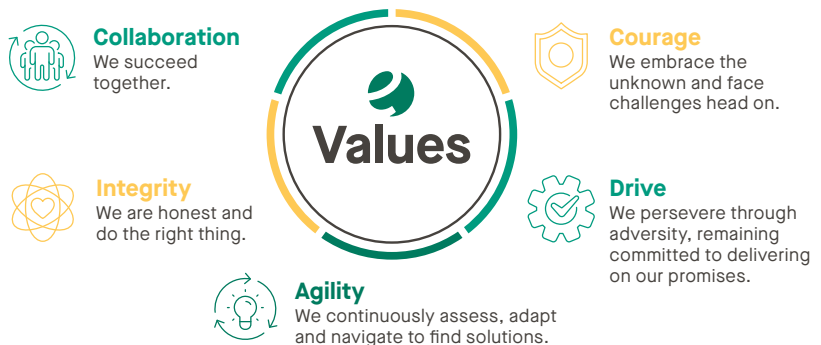 Collaboration
We succeed
together.
Values
Courage
We embrace the
unknown and face
challenges head on.
Integrity
We are honest and
do the right thing.
Drive
We persevere through
adversity, remaining
committed to delivering
on our promises.
Agility
We continuously assess, adapt
and navigate to find solutions.